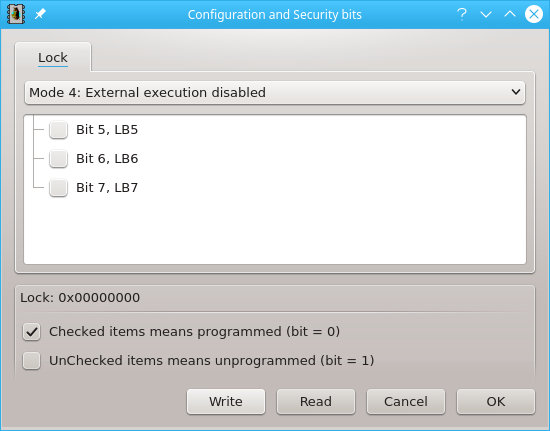 Configuration and Security bits
Lock
Mode 4: External execution disabled
Bit 5, LB5
Bit 6, LB6
Bit 7, LB7
Lock: 0x00000000
Checked items means programmed (bit = 0)
UnChecked items means unprogrammed (bit = 1)
Write Read Cancel OK